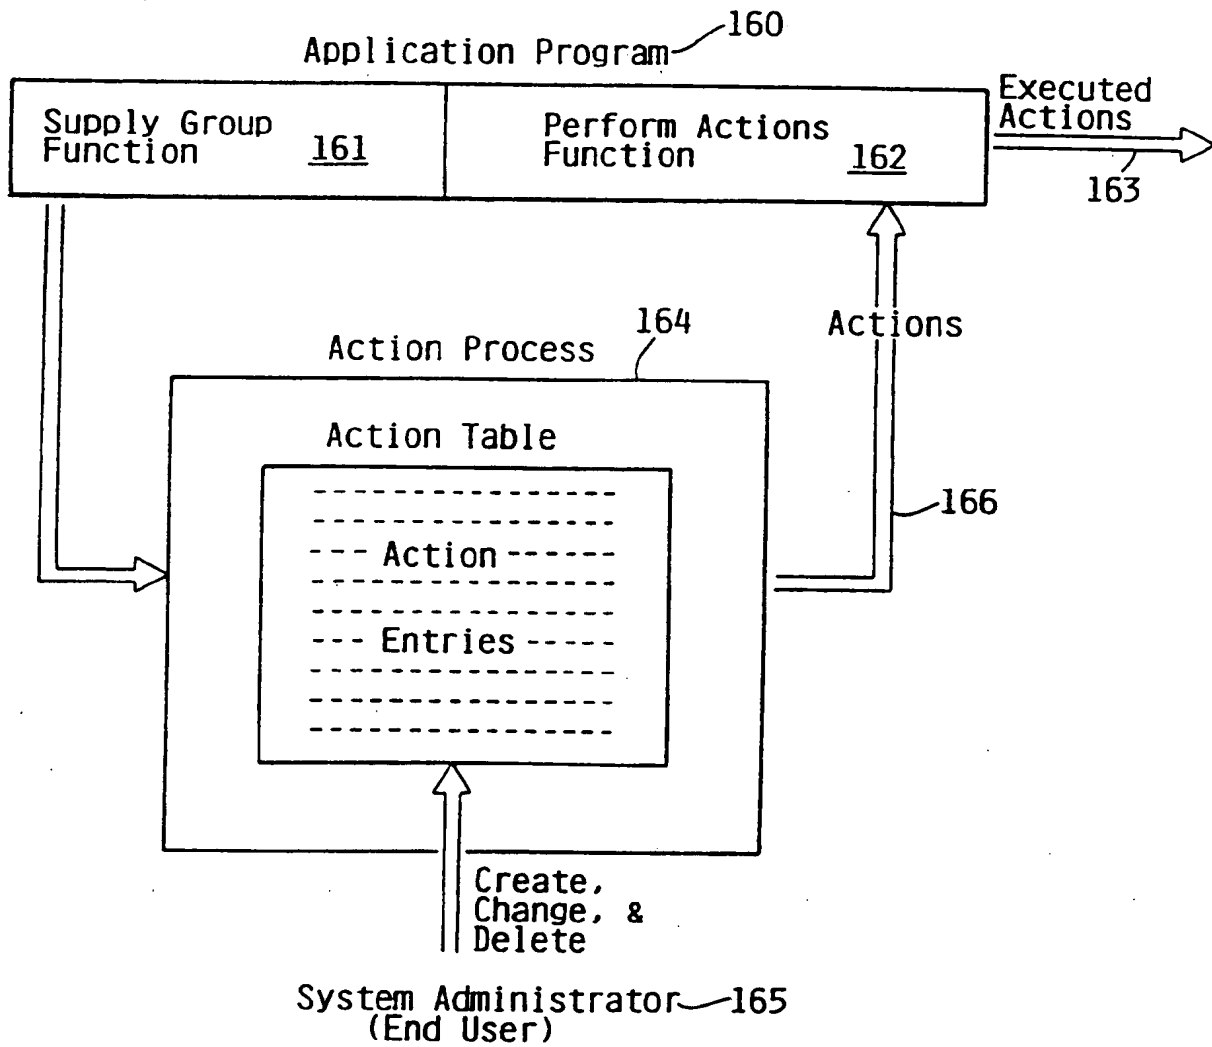 160
Application Program
Supply Group
Function 161
Perform Actions
Function 162
Executed
Actions
163
Actions
164
Action Process
Action Table
Action
Entries
166
Create,
Change, &
Delete
System Administrator 165
(End User)